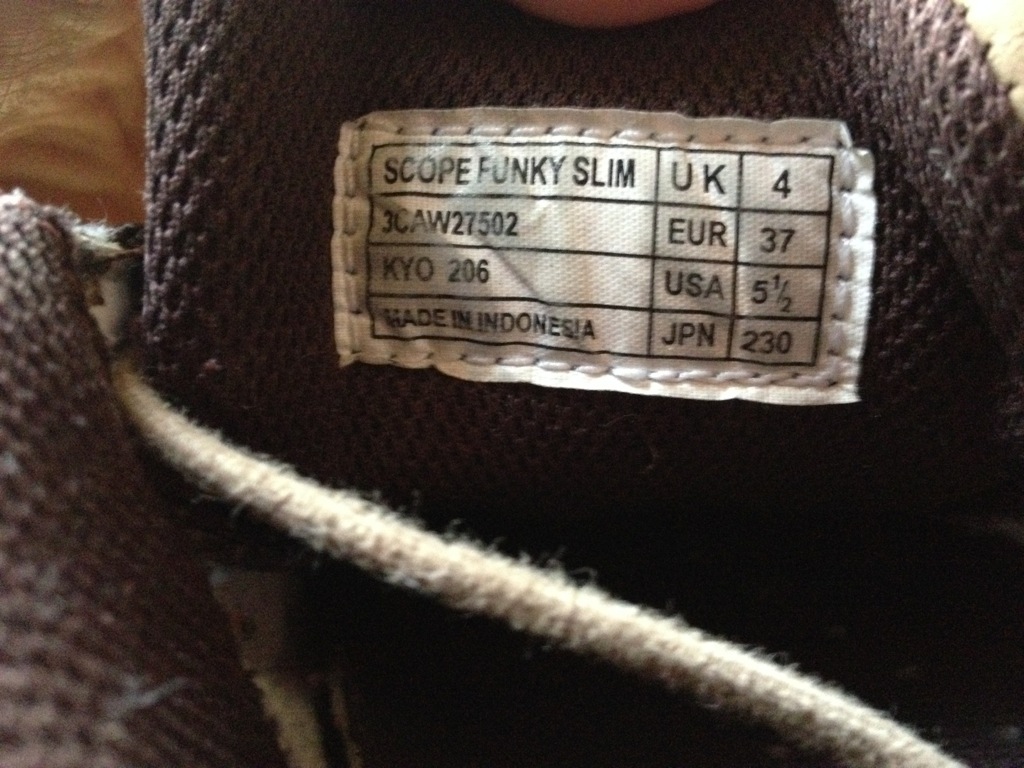 SCOPE FUNKY SLIM UK 4
3CAW27502 EUR 37
KYO 206 USA 5½
MADE IN INDONESIA JPN 230